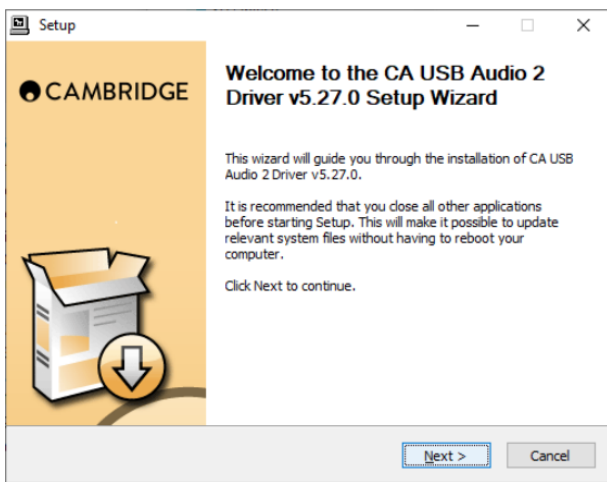 Setup
CAMBRIDGE
Welcome to the CA USB Audio 2
Driver v5.27.0 Setup Wizard
This wizard will guide you through the installation of CA USB
Audio 2 Driver v5.27.0.
It is recommended that you close all other applications
before starting Setup. This will make it possible to update
relevant system files without having to reboot your
computer.
Click Next to continue.
Next >
Cancel